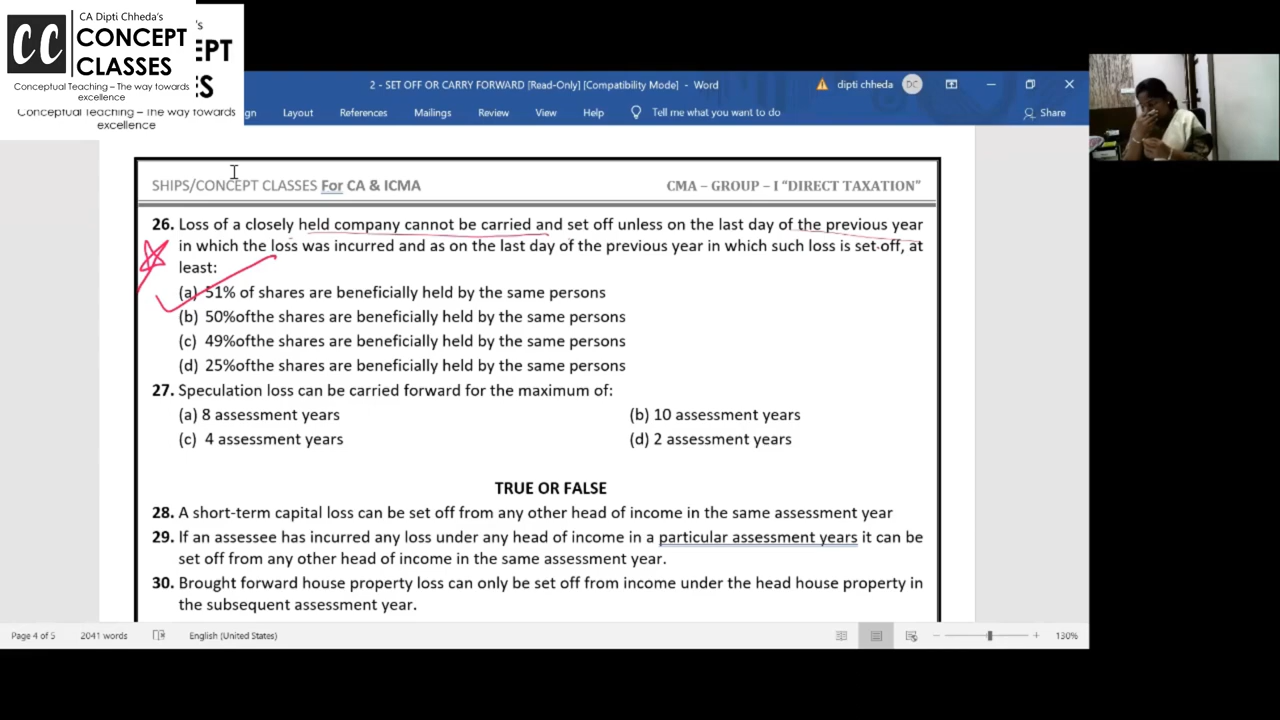 CA Dipti Chheda's
CC CONCEPT
CLASSES
Conceptual Teaching – The way towards
excellence
's
EPT
S
Conceptual Teaching – The way towards
excellence
2 - SET OFF OR CARRY FORWARD [Read-Only] [Compatibility Mode] - Word
dipti chheda DC
gn Layout References Mailings Review View Help Tell me what you want to do Share
SHIPS/CONCEPT CLASSES For CA & ICMA CMA – GROUP – I “DIRECT TAXATION”
26. Loss of a closely held company cannot be carried and set off unless on the last day of the previous year
in which the loss was incurred and as on the last day of the previous year in which such loss is set-off, at
least:
(a) 51% of shares are beneficially held by the same persons
(b) 50%ofthe shares are beneficially held by the same persons
(c) 49%ofthe shares are beneficially held by the same persons
(d) 25%ofthe shares are beneficially held by the same persons
27. Speculation loss can be carried forward for the maximum of:
(a) 8 assessment years (b) 10 assessment years
(c) 4 assessment years (d) 2 assessment years
TRUE OR FALSE
28. A short-term capital loss can be set off from any other head of income in the same assessment year
29. If an assessee has incurred any loss under any head of income in a particular assessment years it can be
set off from any other head of income in the same assessment year.
30. Brought forward house property loss can only be set off from income under the head house property in
the subsequent assessment year.
Page 4 of 5 2041 words English (United States) 130%